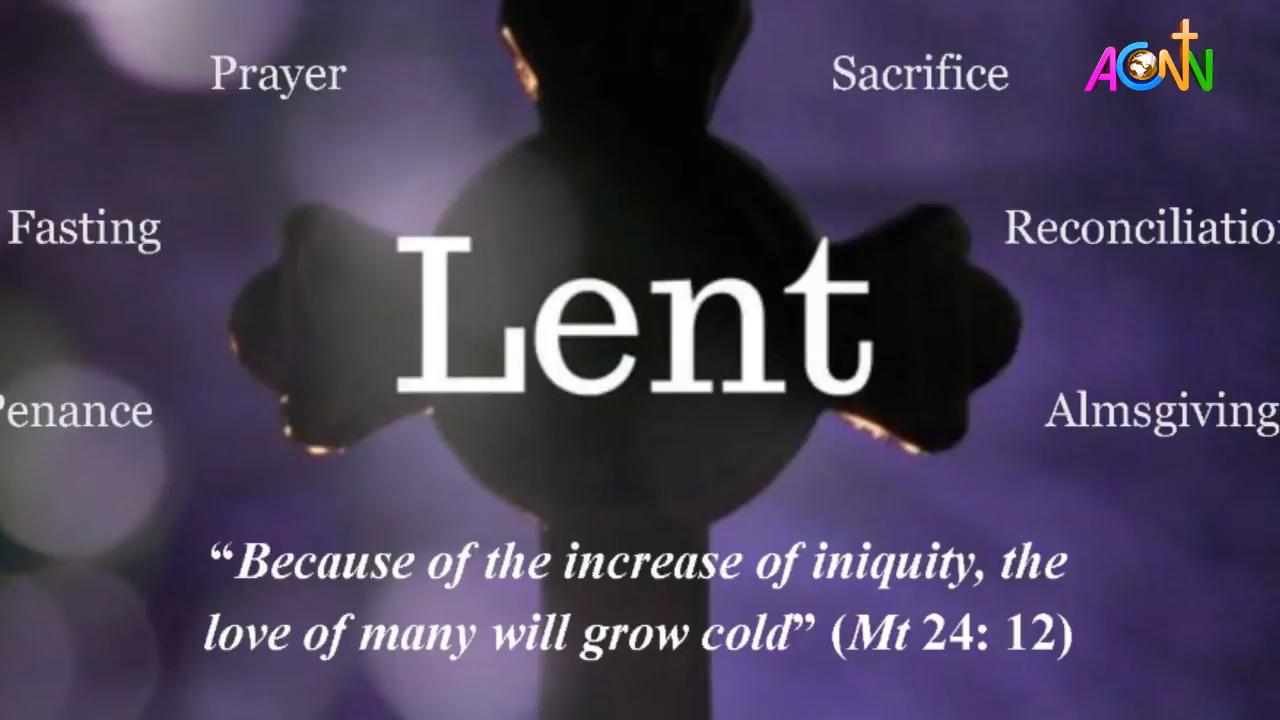 Prayer
Sacrifice
ACNN
Fasting
Reconciliation
Lent
Penance
Almsgiving
“Because of the increase of iniquity, the
love of many will grow cold” (Mt 24: 12)